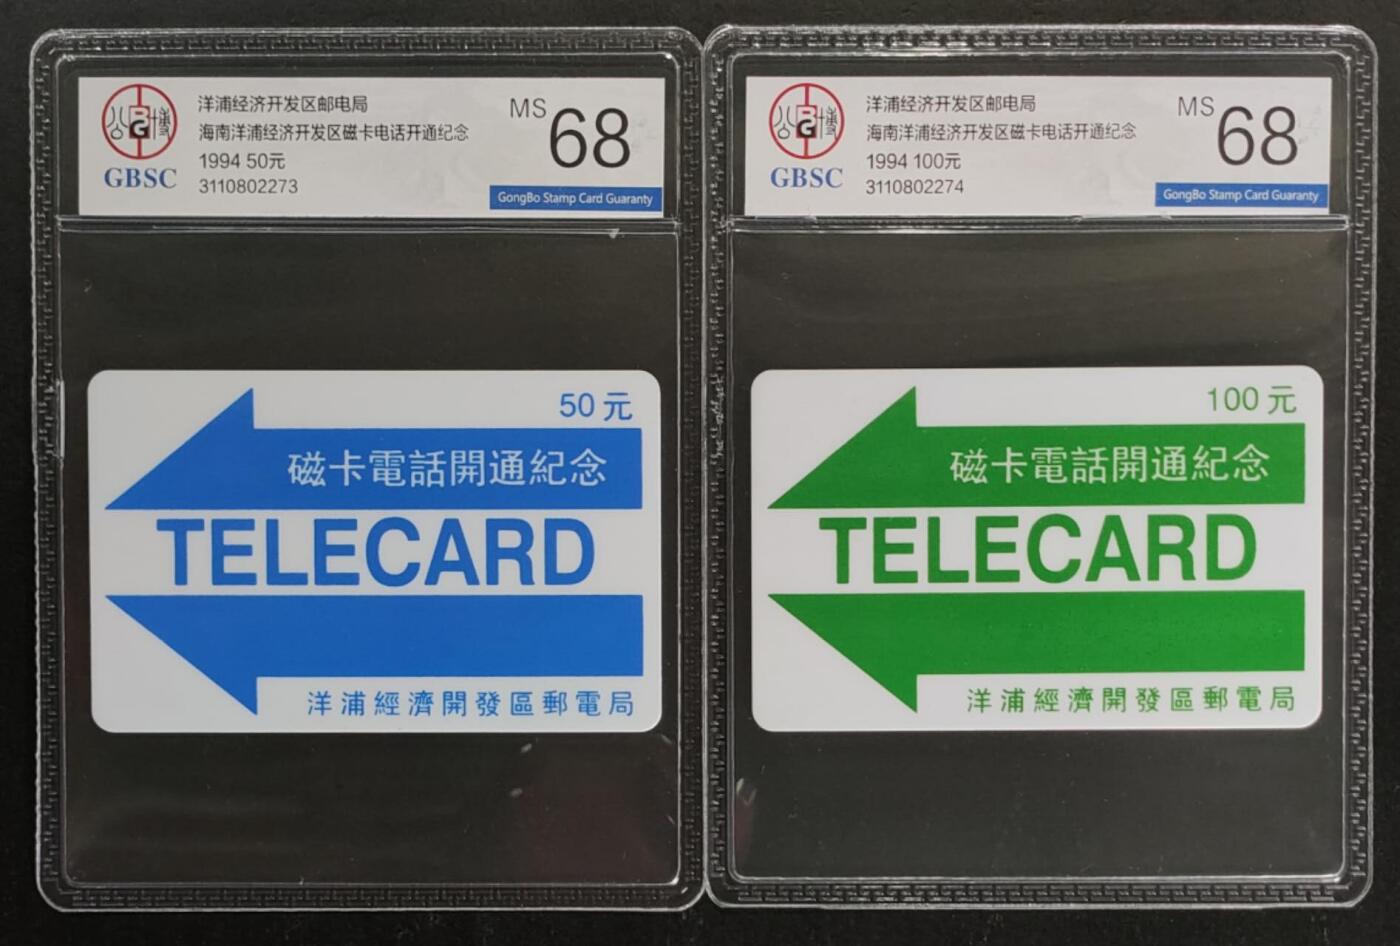 公博
BG
GBSC
洋浦经济开发区邮电局
海南洋浦经济开发区磁卡电话开通纪念
1994 50元
3110802273
MS 68
GongBo Stamp Card Guaranty
50 元
磁卡電話開通紀念
TELECARD
洋浦經濟開發區郵電局
公博
BG
GBSC
洋浦经济开发区邮电局
海南洋浦经济开发区磁卡电话开通纪念
1994 100元
3110802274
MS 68
GongBo Stamp Card Guaranty
100 元
磁卡電話開通紀念
TELECARD
洋浦經濟開發區郵電局